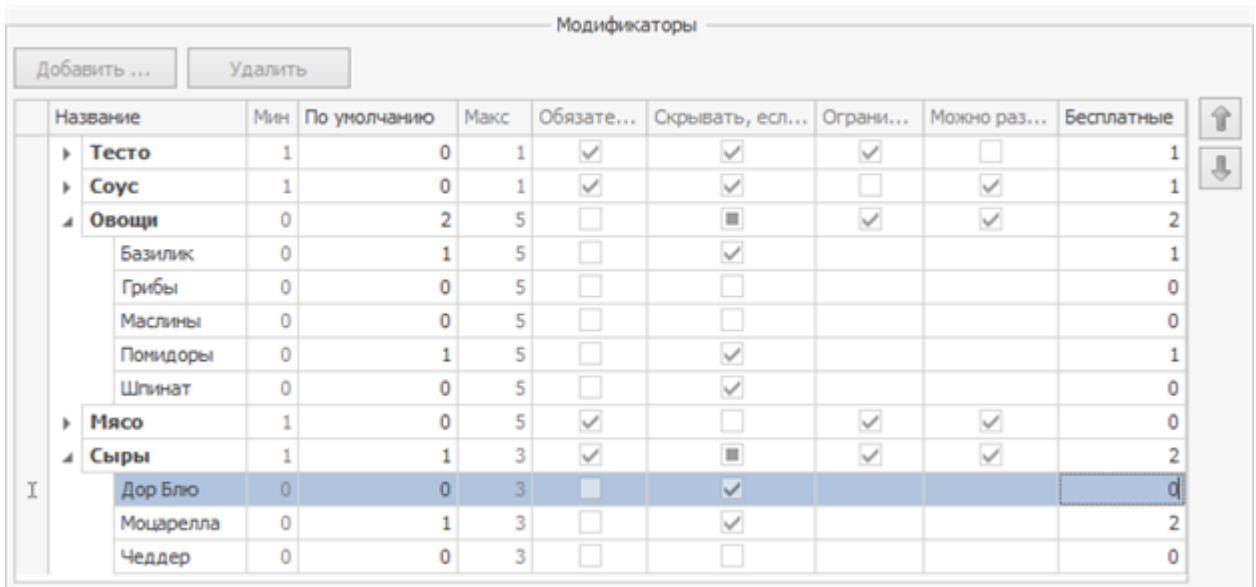 Модификаторы
Добавить ... Удалить
Название Мин По умолчанию Макс Обязате... Скрывать, есл... Ограни... Можно раз... Бесплатные
Тесто 1 0 1 1
Соус 1 0 1 1
Овощи 0 2 5 2
Базилик 0 1 5 1
Грибы 0 0 5 0
Маслины 0 0 5 0
Помидоры 0 1 5 1
Шпинат 0 0 5 0
Мясо 1 0 5 0
Сыры 1 1 3 2
Дор Блю 0 0 3 0
Моцарелла 0 1 3 2
Чеддер 0 0 3 0